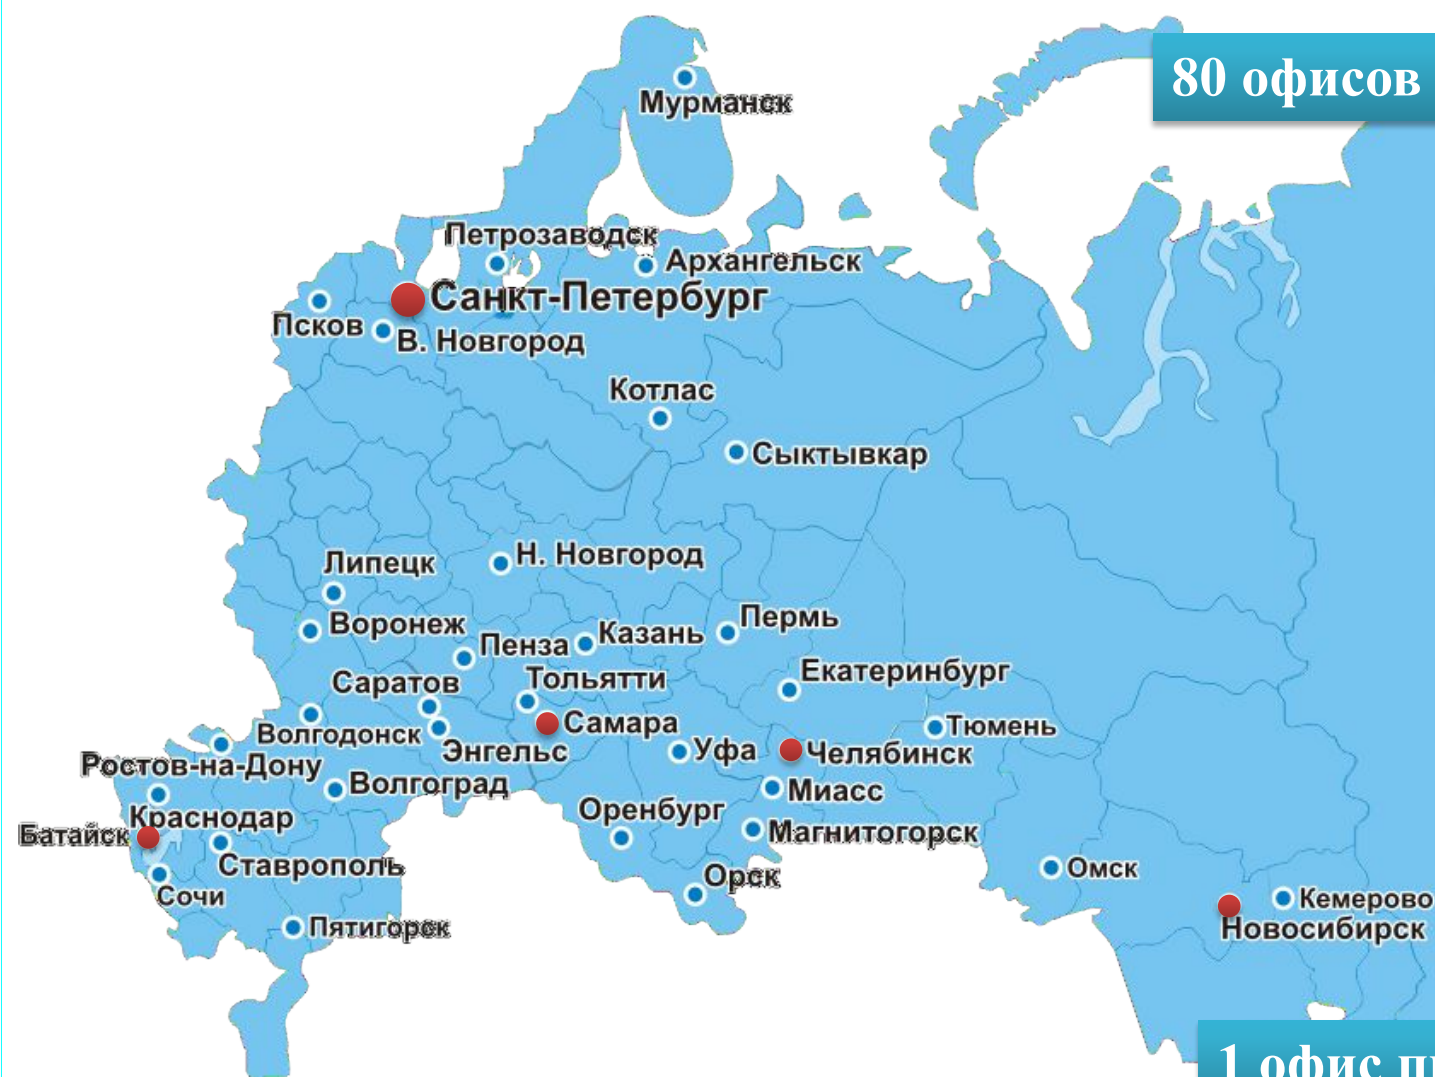 80 офисов
Мурманск
Петрозаводск
Архангельск
Санкт-Петербург
Псков
В. Новгород
Котлас
Сыктывкар
Н. Новгород
Липецк
Воронеж
Пермь
Казань
Пенза
Екатеринбург
Тольятти
Саратов
Самара
Тюмень
Волгодонск
Энгельс
Уфа
Челябинск
Ростов-на-Дону
Волгоград
Миасс
Оренбург
Краснодар
Батайск
Магнитогорск
Ставрополь
Омск
Орск
Сочи
Кемерово
Пятигорск
Новосибирск
1 офис